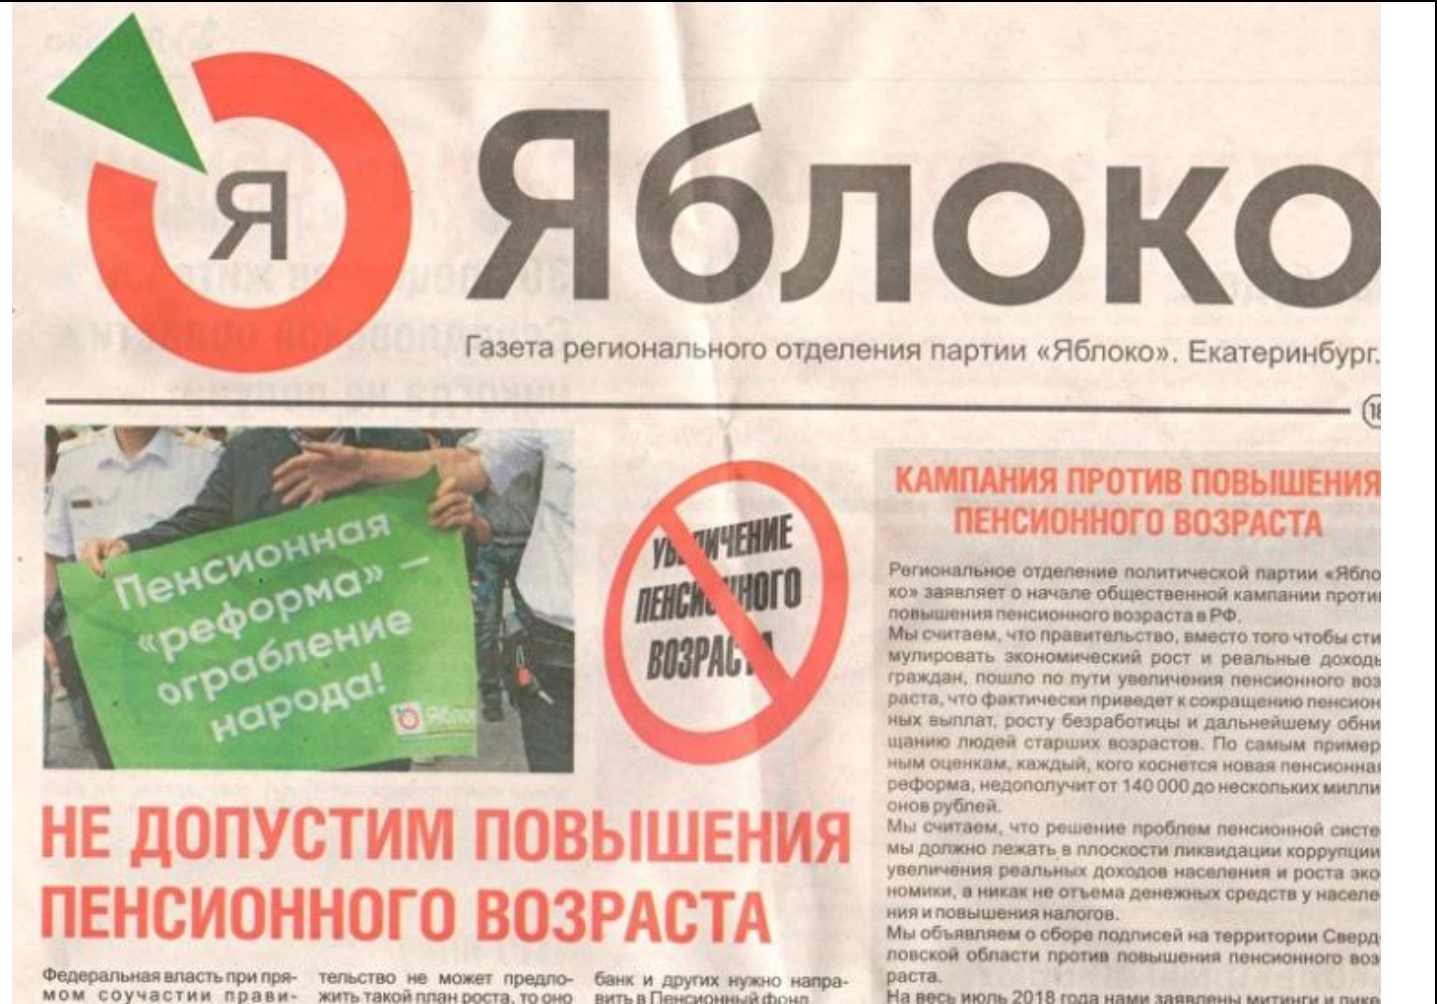 Я
Яблоко
Газета регионального отделения партии «Яблоко». Екатеринбург.
18
Пенсионная
«реформа» –
ограбление
народа!
Яблоко
УВЕЛИЧЕНИЕ
ПЕНСИОННОГО
ВОЗРАСТА
НЕ ДОПУСТИМ ПОВЫШЕНИЯ
ПЕНСИОННОГО ВОЗРАСТА
Федеральная власть при пря-
мом соучастии прави-
тельство не может предло-
жить такой план роста, то оно
банк и других нужно напра-
вить в Пенсионный фонд.
КАМПАНИЯ ПРОТИВ ПОВЫШЕНИЯ
ПЕНСИОННОГО ВОЗРАСТА
Региональное отделение политической партии «Ябло
ко» заявляет о начале общественной кампании против
повышения пенсионного возраста в РФ.
Мы считаем, что правительство, вместо того чтобы сти
мулировать экономический рост и реальные доходы
граждан, пошло по пути увеличения пенсионного воз
раста, что фактически приведет к сокращению пенсион
ных выплат, росту безработицы и дальнейшему обни
щанию людей старших возрастов. По самым пример
ным оценкам, каждый, кого коснется новая пенсионная
реформа, недополучит от 140 000 до нескольких милли
онов рублей.
Мы считаем, что решение проблем пенсионной систе
мы должно лежать в плоскости ликвидации коррупции
увеличения реальных доходов населения и роста эко
номики, а никак не отъема денежных средств у населе
ния и повышения налогов.
Мы объявляем о сборе подписей на территории Сверд
ловской области против повышения пенсионного воз
раста.
На весь июль 2018 года нами заявлены митинги и пике